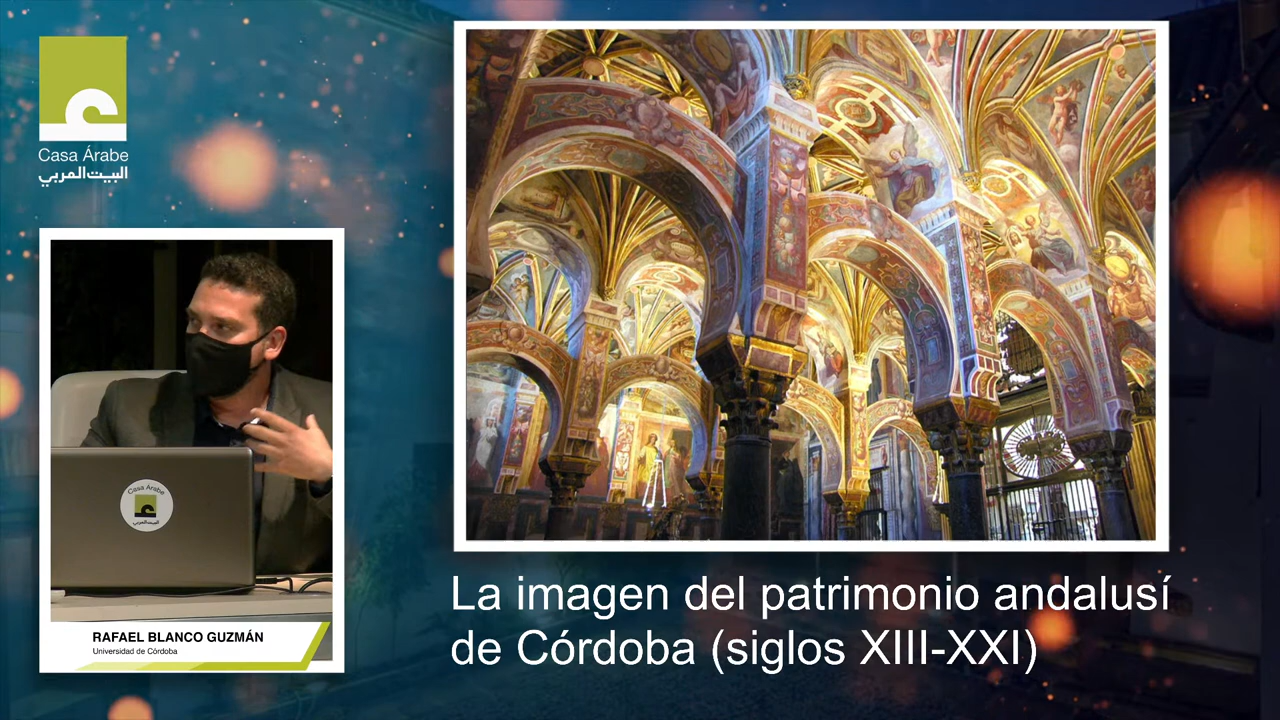 Casa Árabe
البيت العربي
La imagen del patrimonio andalusí
de Córdoba (siglos XIII-XXI)
Casa Árabe
البيت العربي
RAFAEL BLANCO GUZMÁN
Universidad de Córdoba